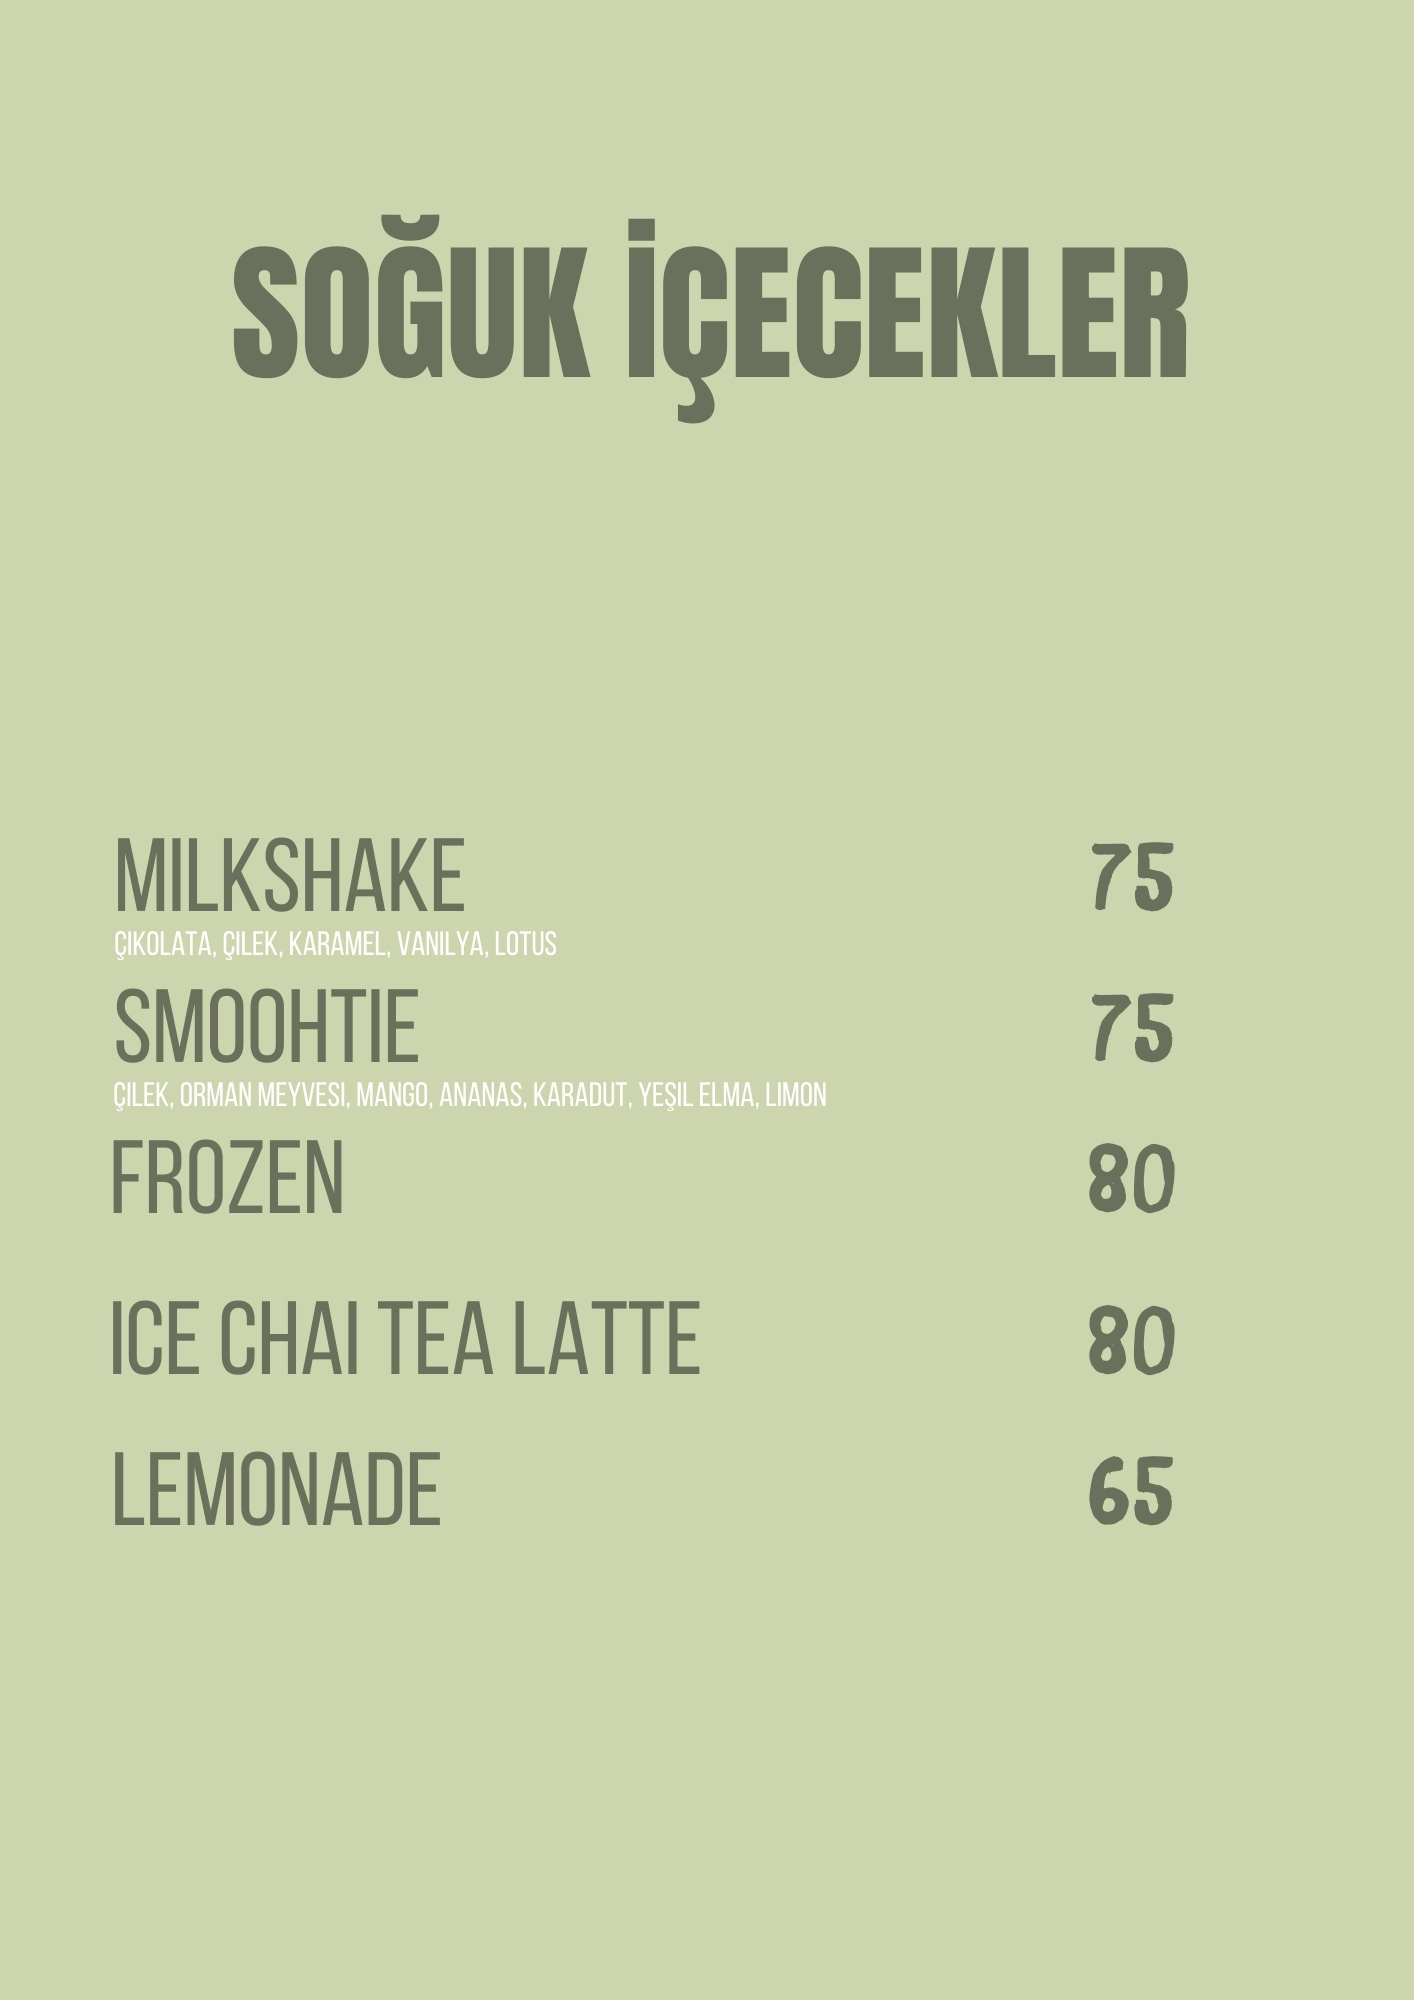 SOĞUK İÇECEKLER
MILKSHAKE 75
ÇIKOLATA, ÇILEK, KARAMEL, VANILYA, LOTUS
SMOOHTIE 75
ÇILEK, ORMAN MEYVESI, MANGO, ANANAS, KARADUT, YEŞIL ELMA, LIMON
FROZEN 80
ICE CHAI TEA LATTE 80
LEMONADE 65